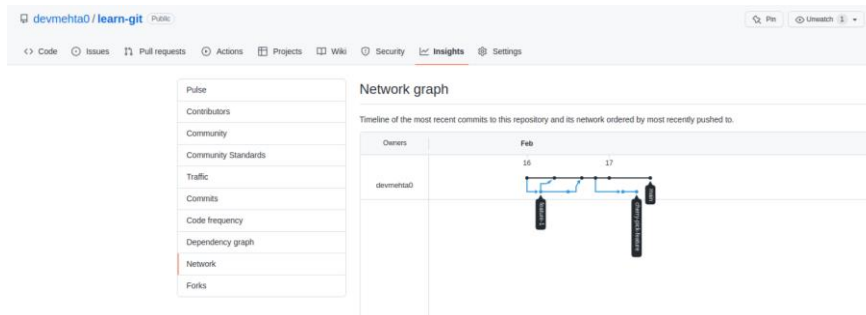 devmehta0 / learn-git Public
Pin Unwatch 1
Code Issues Pull requests Actions Projects Wiki Security Insights Settings
Pulse
Contributors
Community
Community Standards
Traffic
Commits
Code frequency
Dependency graph
Network
Forks
Network graph
Timeline of the most recent commits to this repository and its network ordered by most recently pushed to.
Owners Feb
16 17
devmehta0
feature-1
cherry-pick-feature
main